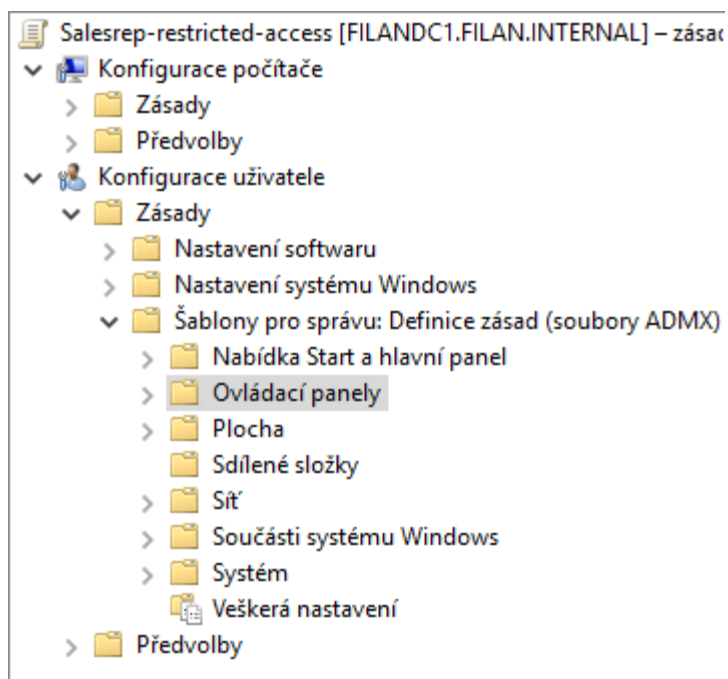 Salesrep-restricted-access [FILANDC1.FILAN.INTERNAL] – zása
Konfigurace počítače
Zásady
Předvolby
Konfigurace uživatele
Zásady
Nastavení softwaru
Nastavení systému Windows
Šablony pro správu: Definice zásad (soubory ADMX)
Nabídka Start a hlavní panel
Ovládací panely
Plocha
Sdílené složky
Síť
Součásti systému Windows
Systém
Veškerá nastavení
Předvolby